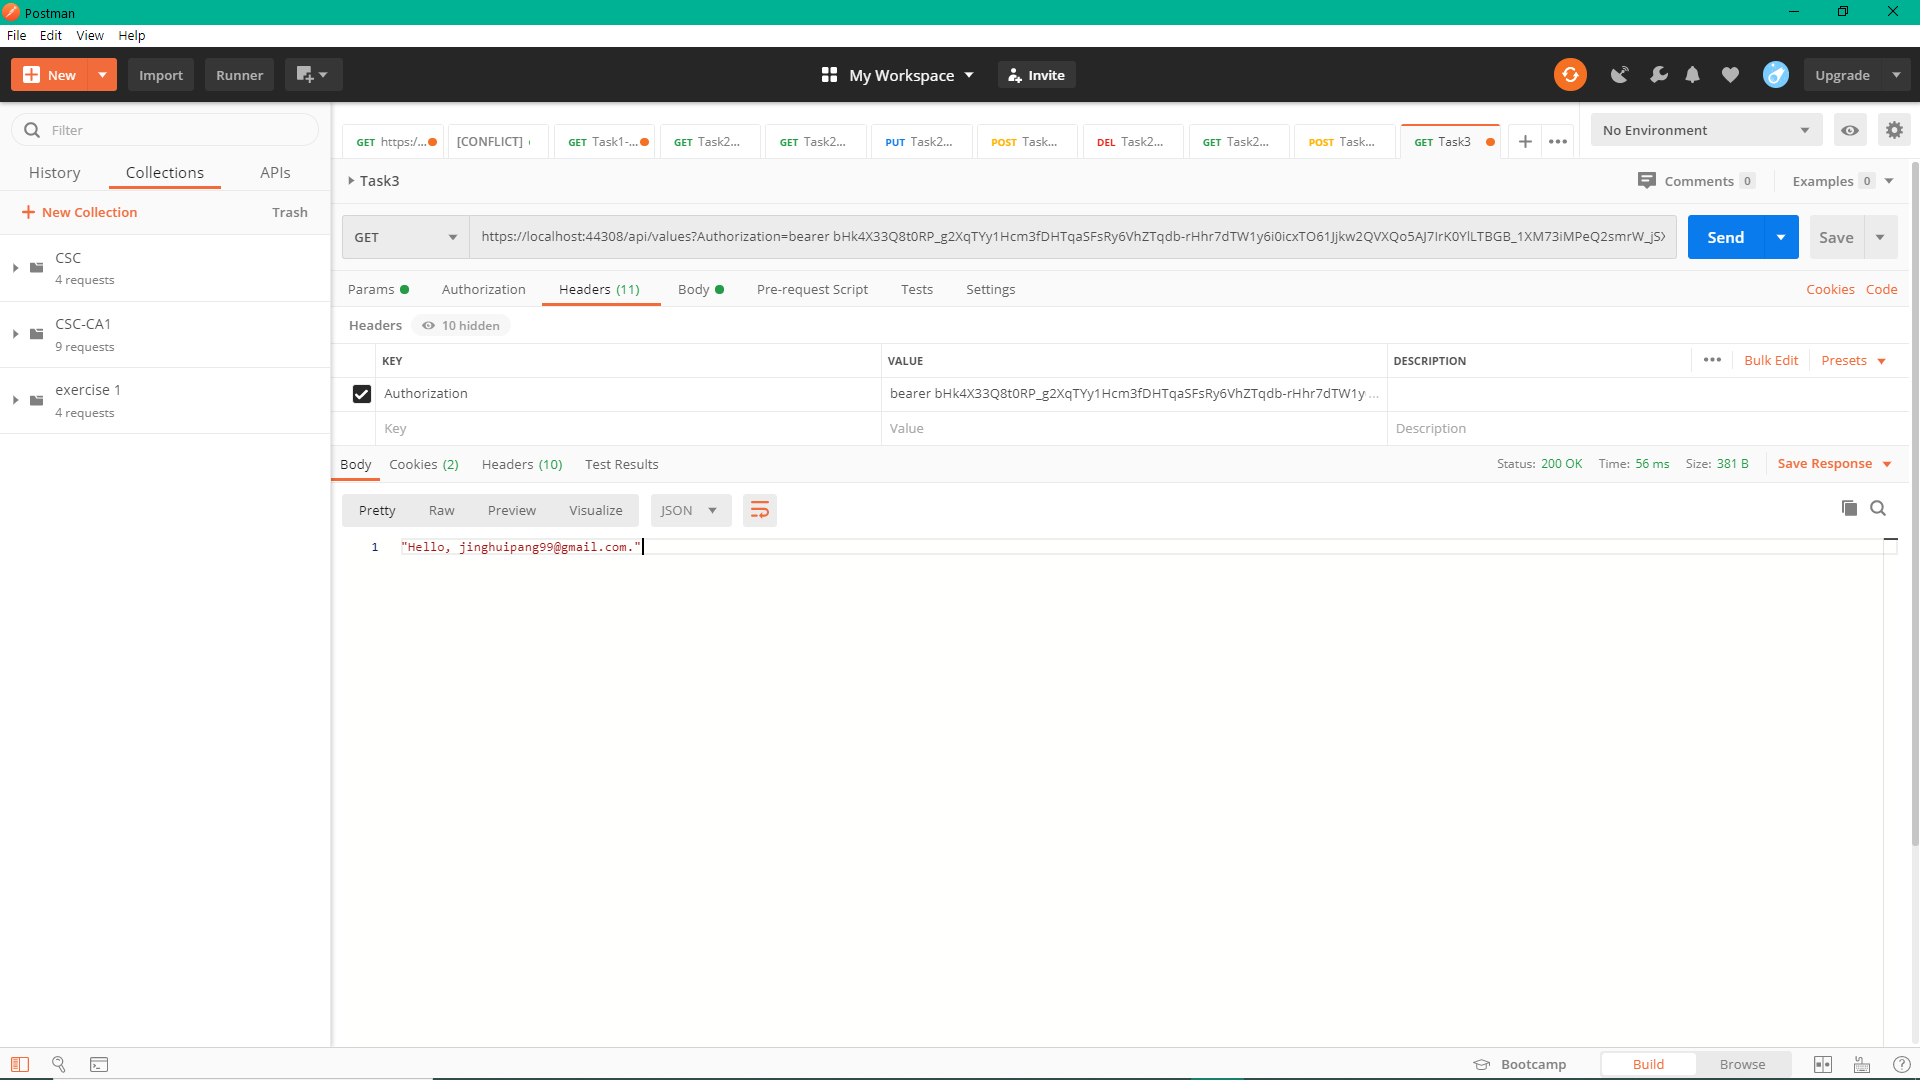 Postman
File Edit View Help
New Import Runner My Workspace Invite Upgrade
Filter
History Collections APIs
New Collection Trash
CSC
4 requests
CSC-CA1
9 requests
exercise 1
4 requests
GET https:/... [CONFLICT] GET Task1-... GET Task2... GET Task2... PUT Task2... POST Task... DEL Task2... GET Task2... POST Task... GET Task3 No Environment
Task3 Comments 0 Examples 0
GET https://localhost:44308/api/values?Authorization=bearer bHk4X33Q8t0RP_g2XqTYy1Hcm3fDHTqaSFsRy6VhZTqdb-rHhr7dTW1y6i0icxTO61Jjkw2QVXQo5AJ7IrK0YlLTBGB_1XM73iMPeQ2smrW_jSX Send Save
Params Authorization Headers (11) Body Pre-request Script Tests Settings Cookies Code
Headers 10 hidden
KEY VALUE DESCRIPTION Bulk Edit Presets
Authorization bearer bHk4X33Q8t0RP_g2XqTYy1Hcm3fDHTqaSFsRy6VhZTqdb-rHhr7dTW1y ...
Key Value Description
Body Cookies (2) Headers (10) Test Results Status: 200 OK Time: 56 ms Size: 381 B Save Response
Pretty Raw Preview Visualize JSON
1 "Hello, jinghuipang99@gmail.com."
Bootcamp Build Browse